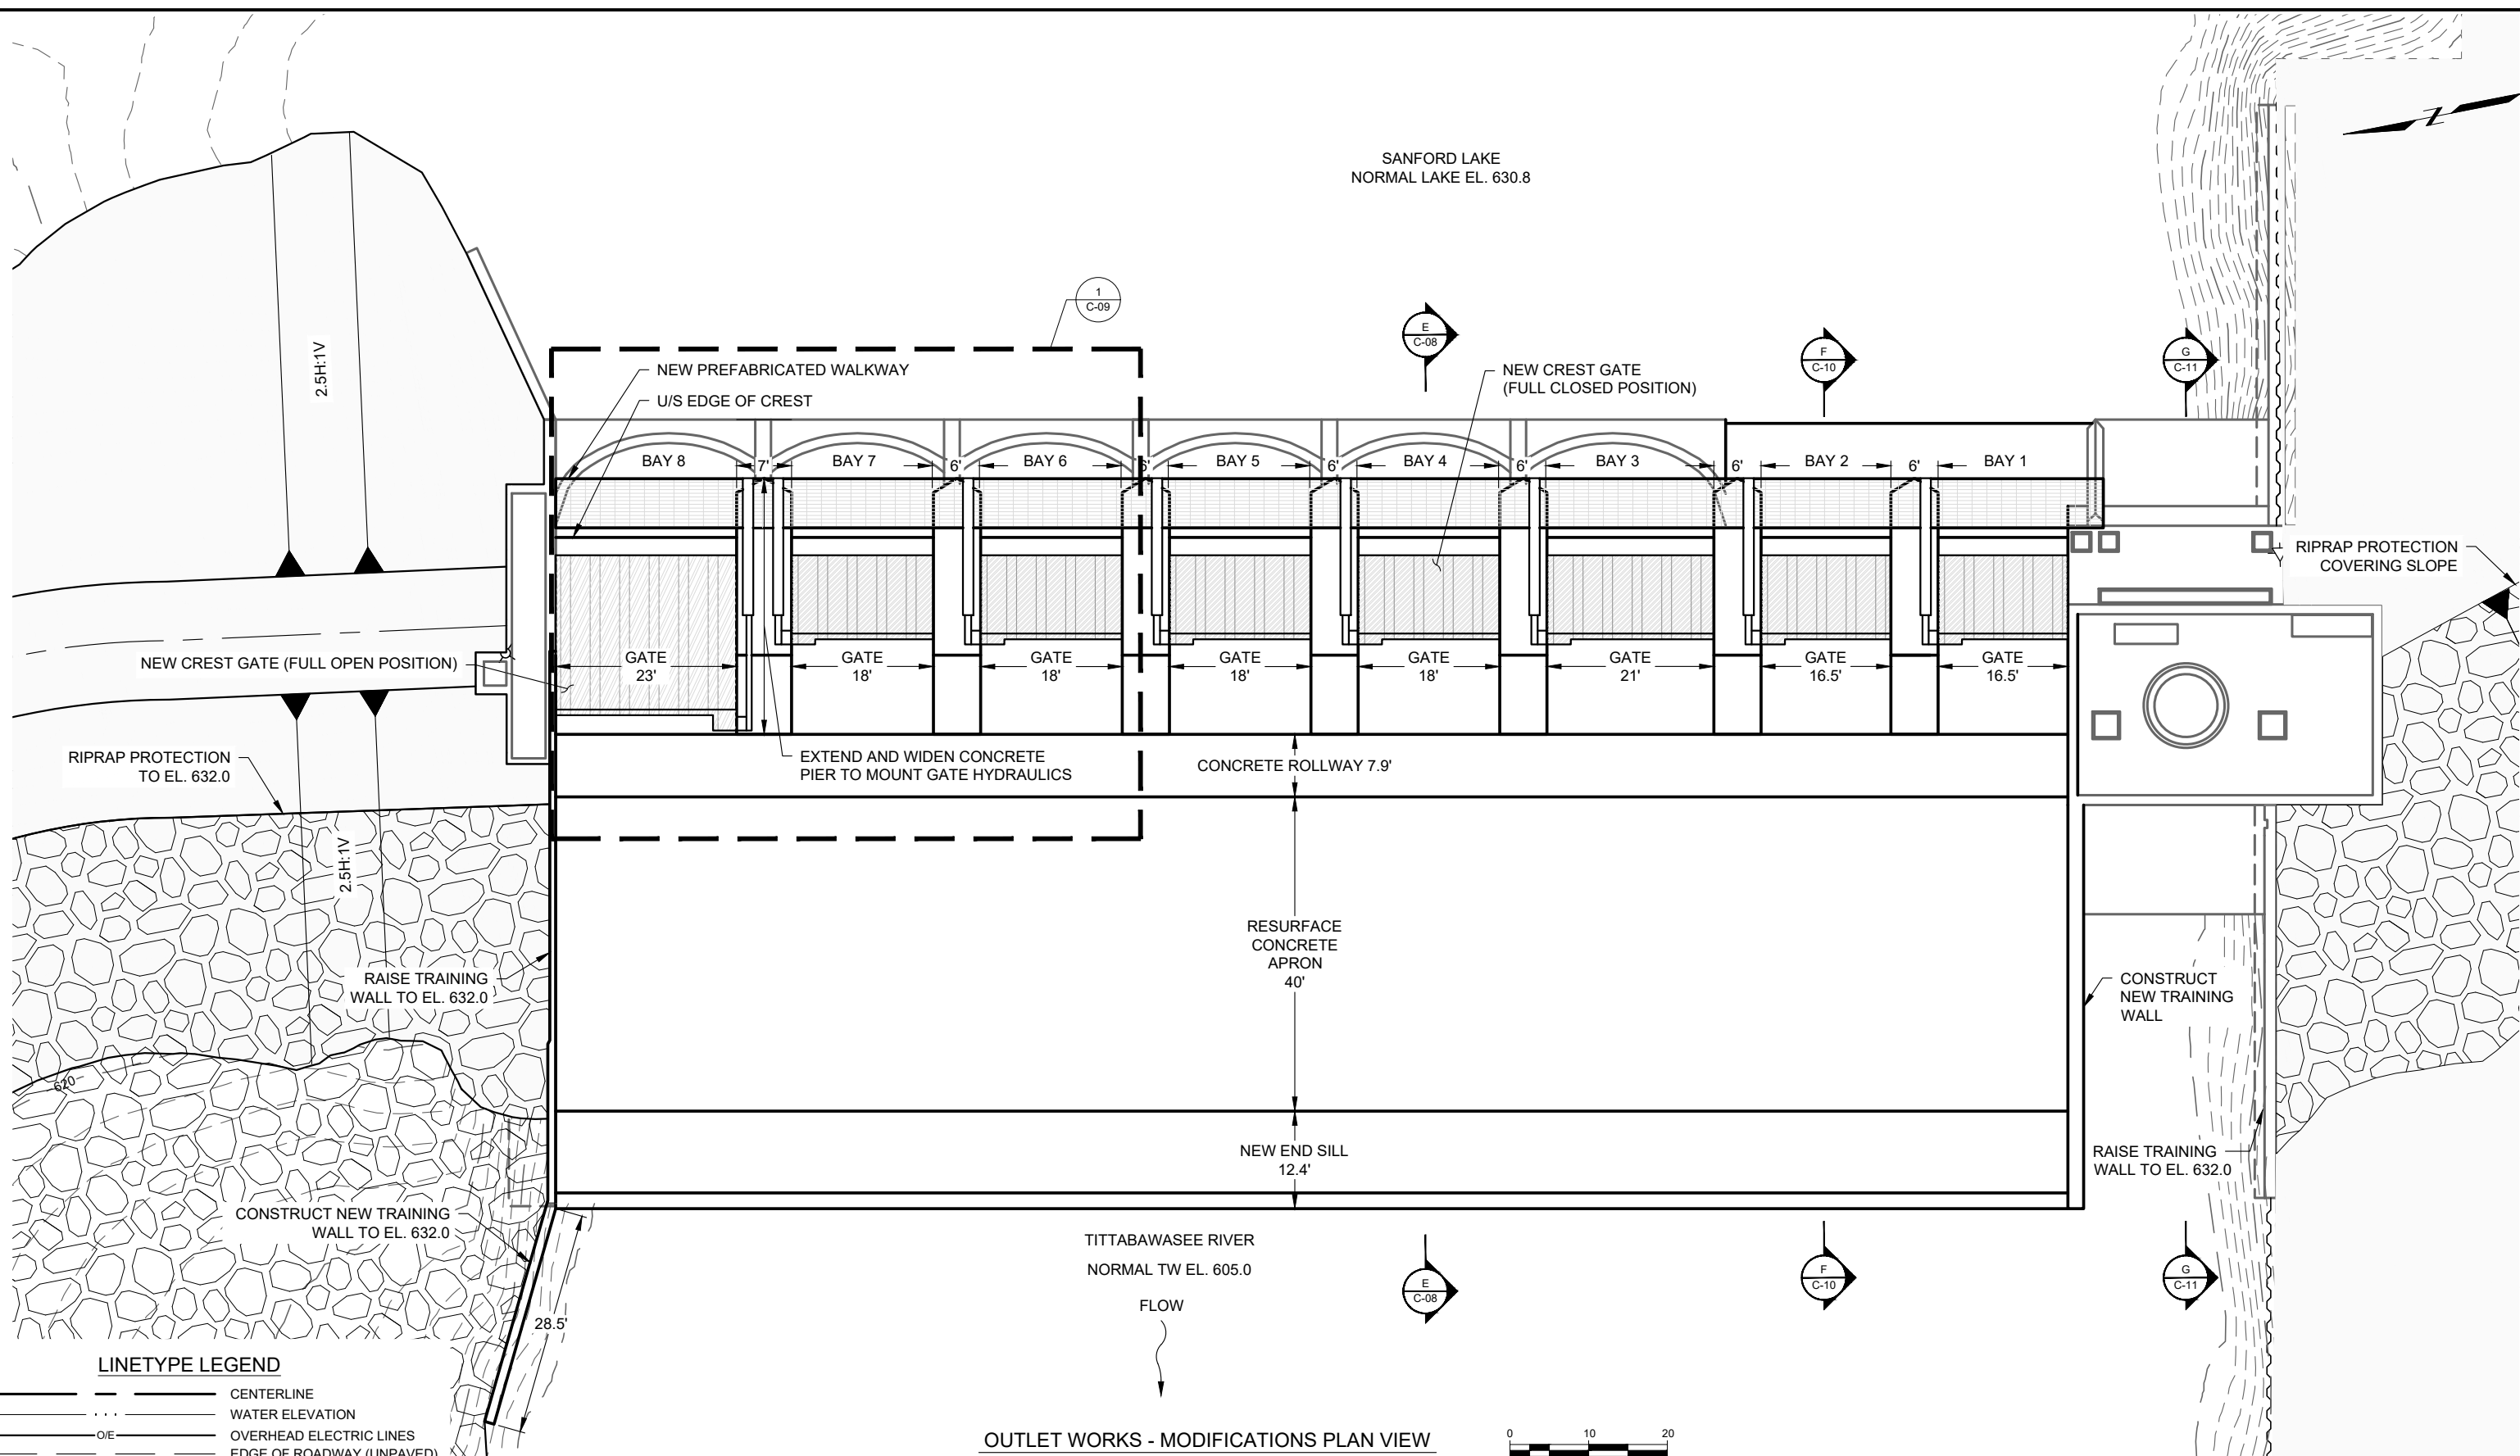 SANFORD LAKE
NORMAL LAKE EL. 630.8
Z
1
C-09
E
C-08
F
C-10
G
C-11
2.5H:1V
NEW PREFABRICATED WALKWAY
U/S EDGE OF CREST
NEW CREST GATE
(FULL CLOSED POSITION)
BAY 8
7'
BAY 7
6'
BAY 6
6'
BAY 5
6'
BAY 4
6'
BAY 3
6'
BAY 2
6'
BAY 1
RIPRAP PROTECTION
COVERING SLOPE
NEW CREST GATE (FULL OPEN POSITION)
GATE
23'
GATE
18'
GATE
18'
GATE
18'
GATE
18'
GATE
21'
GATE
16.5'
GATE
16.5'
RIPRAP PROTECTION
TO EL. 632.0
EXTEND AND WIDEN CONCRETE
PIER TO MOUNT GATE HYDRAULICS
CONCRETE ROLLWAY 7.9'
2.5H:1V
RESURFACE
CONCRETE
APRON
40'
RAISE TRAINING
WALL TO EL. 632.0
CONSTRUCT
NEW TRAINING
WALL
620
NEW END SILL
12.4'
RAISE TRAINING
WALL TO EL. 632.0
CONSTRUCT NEW TRAINING
WALL TO EL. 632.0
28.5'
TITTABAWASEE RIVER
NORMAL TW EL. 605.0
FLOW
E
C-08
F
C-10
G
C-11
LINETYPE LEGEND
CENTERLINE
WATER ELEVATION
O/E
OVERHEAD ELECTRIC LINES
EDGE OF ROADWAY (UNPAVED)
OUTLET WORKS - MODIFICATIONS PLAN VIEW
0 10 20